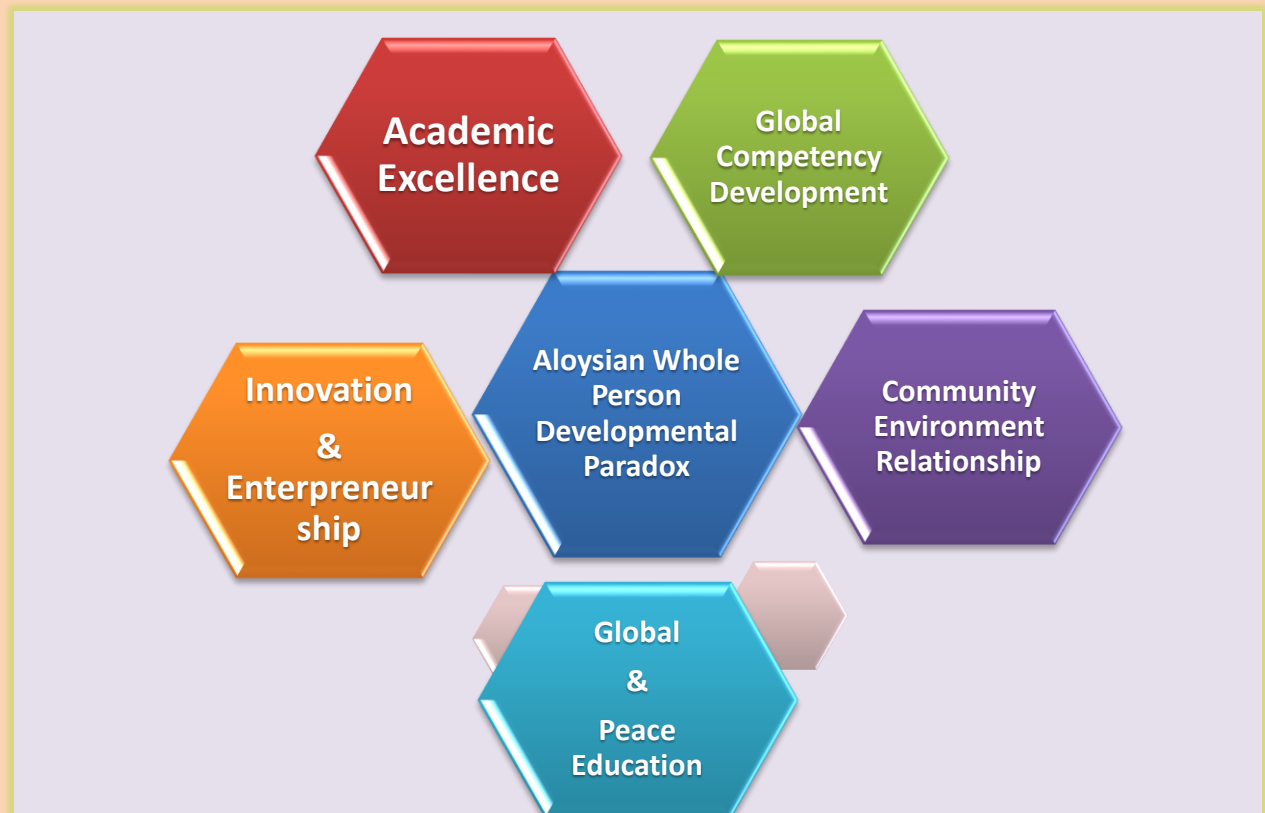 Academic
Excellence
Global
Competency
Development
Aloysian Whole
Person
Developmental
Paradox
Community
Environment
Relationship
Innovation
&
Enterpreneur
ship
Global
&
Peace
Education